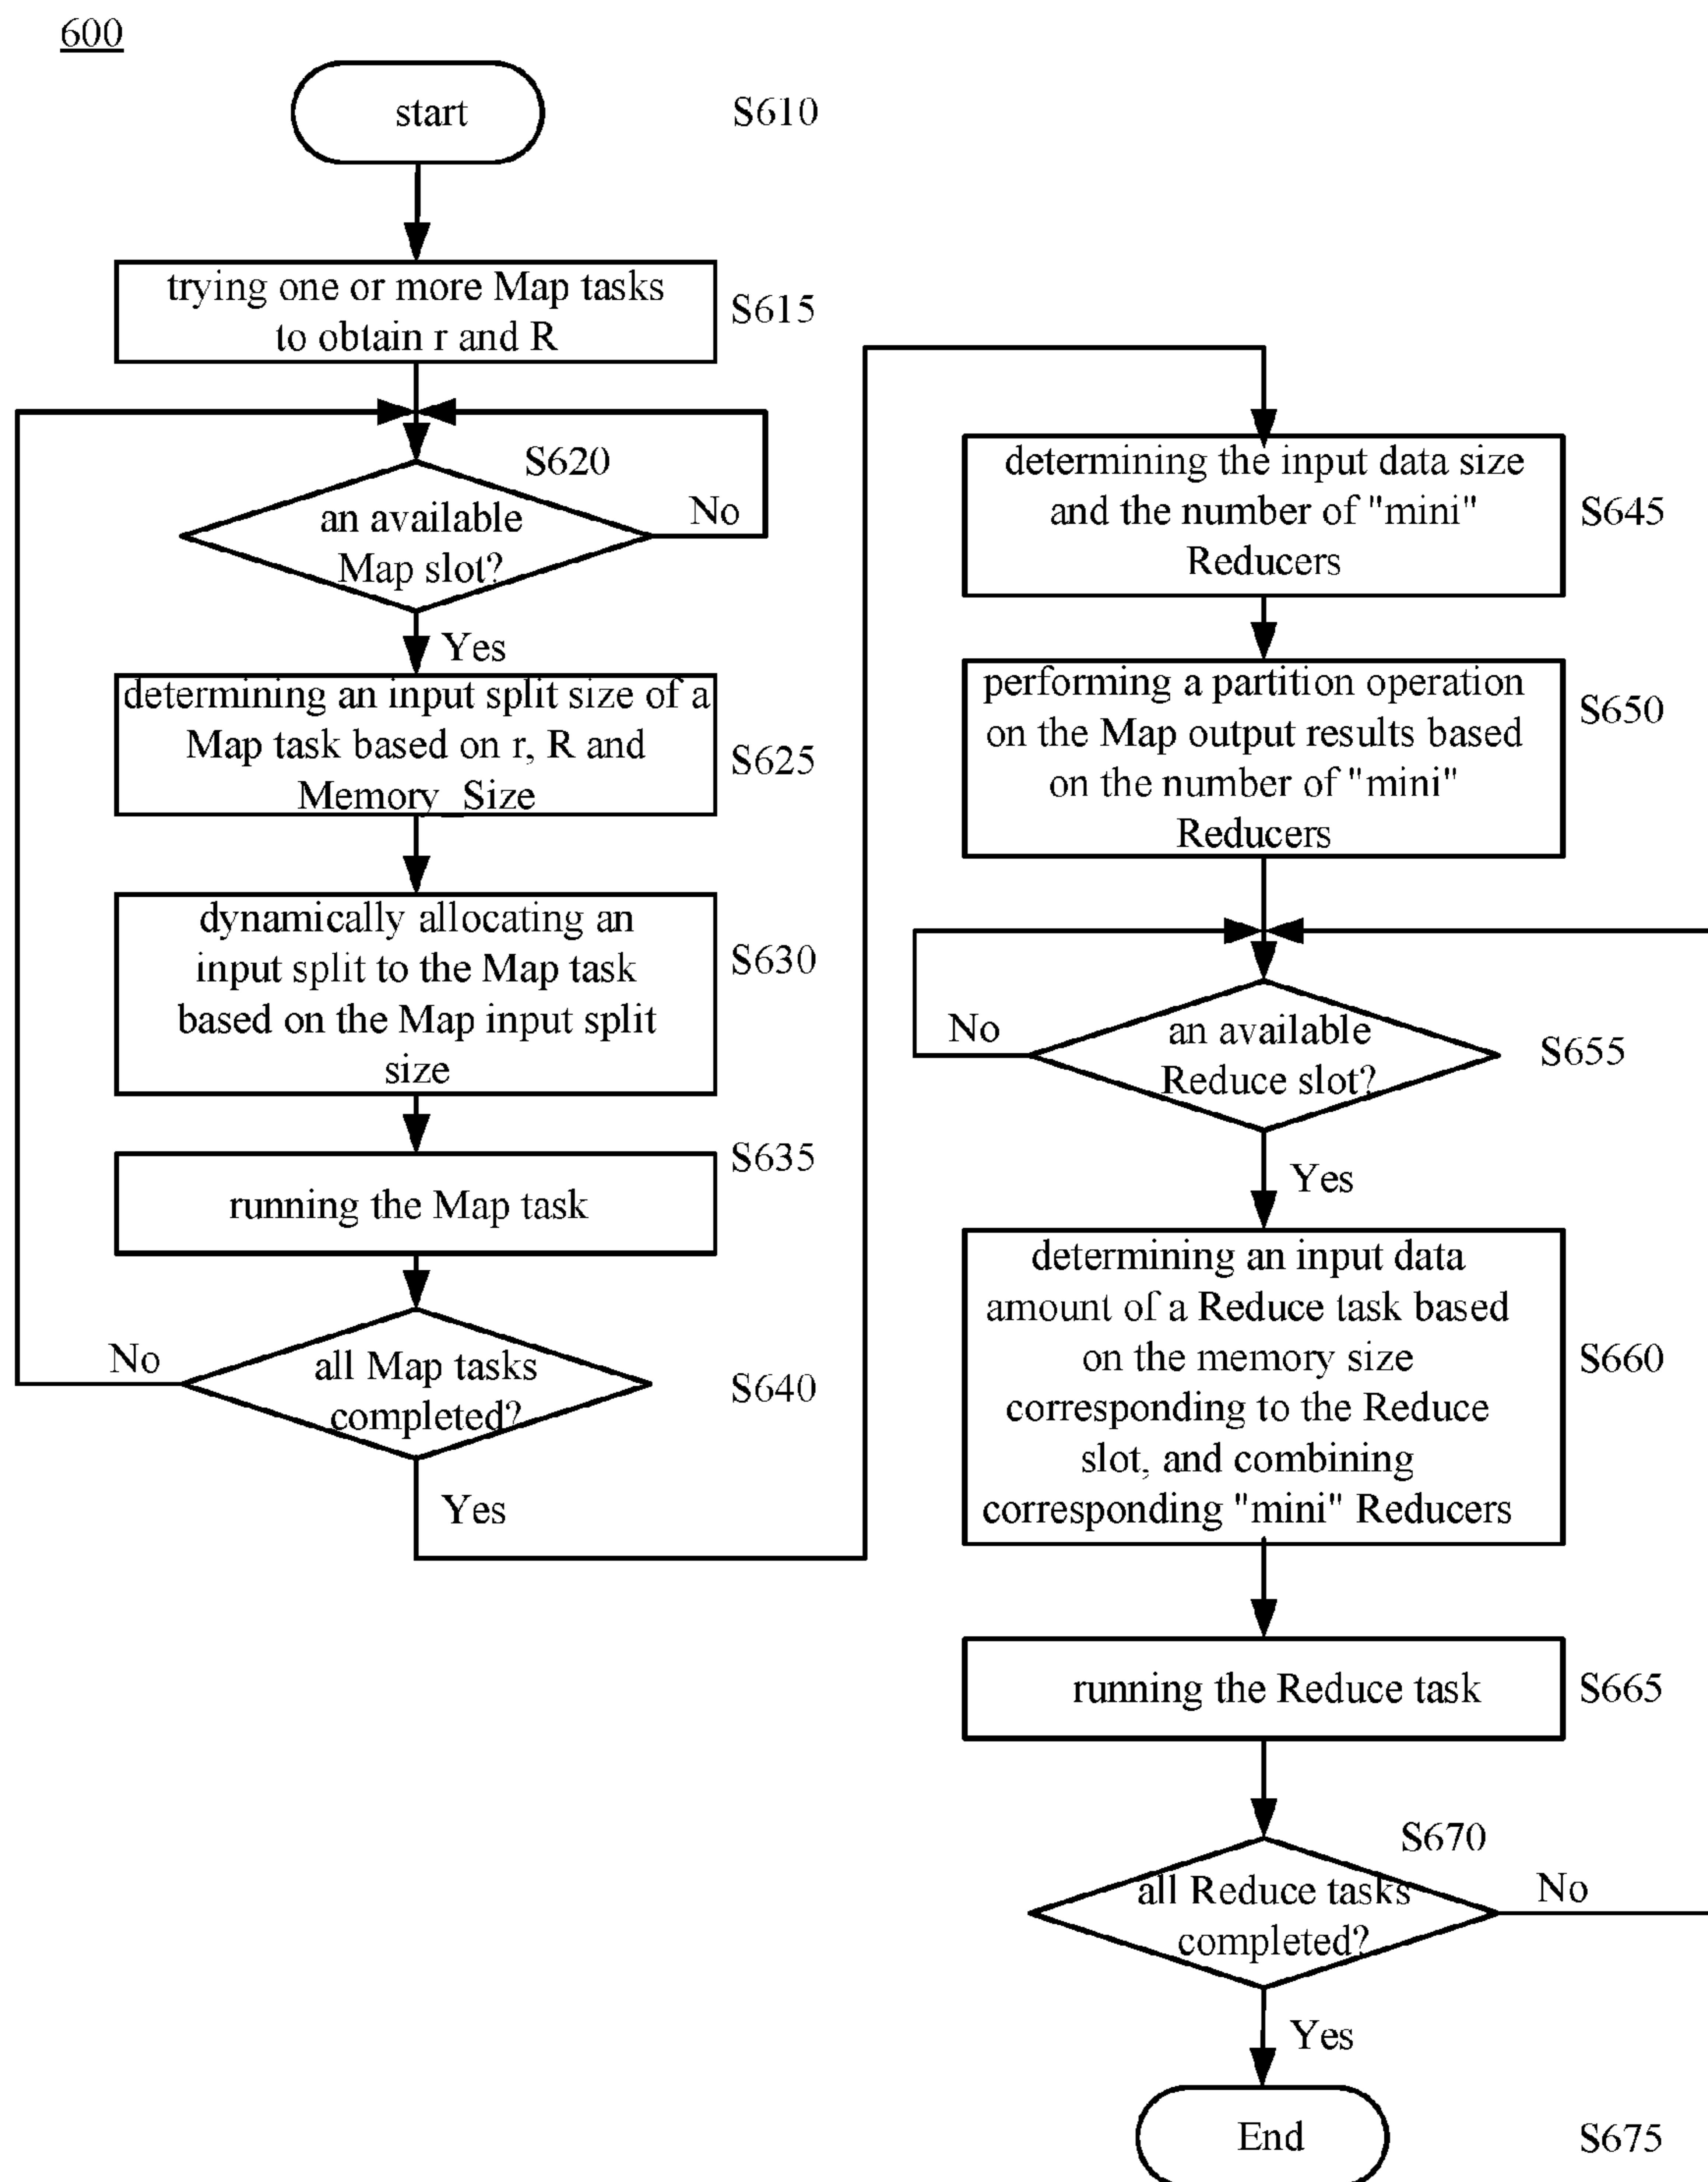 600
start
S610
trying one or more Map tasks
to obtain r and R
S615
S620
an available
Map slot?
No
Yes
determining an input split size of a
Map task based on r, R and
Memory_Size
S625
dynamically allocating an
input split to the Map task
based on the Map input split
size
S630
S635
running the Map task
No
all Map tasks
completed?
S640
Yes
determining the input data size
and the number of "mini"
Reducers
S645
performing a partition operation
on the Map output results based
on the number of "mini"
Reducers
S650
No
an available
Reduce slot?
S655
Yes
determining an input data
amount of a Reduce task based
on the memory size
corresponding to the Reduce
slot, and combining
corresponding "mini" Reducers
S660
running the Reduce task
S665
S670
all Reduce tasks
completed?
No
Yes
End
S675